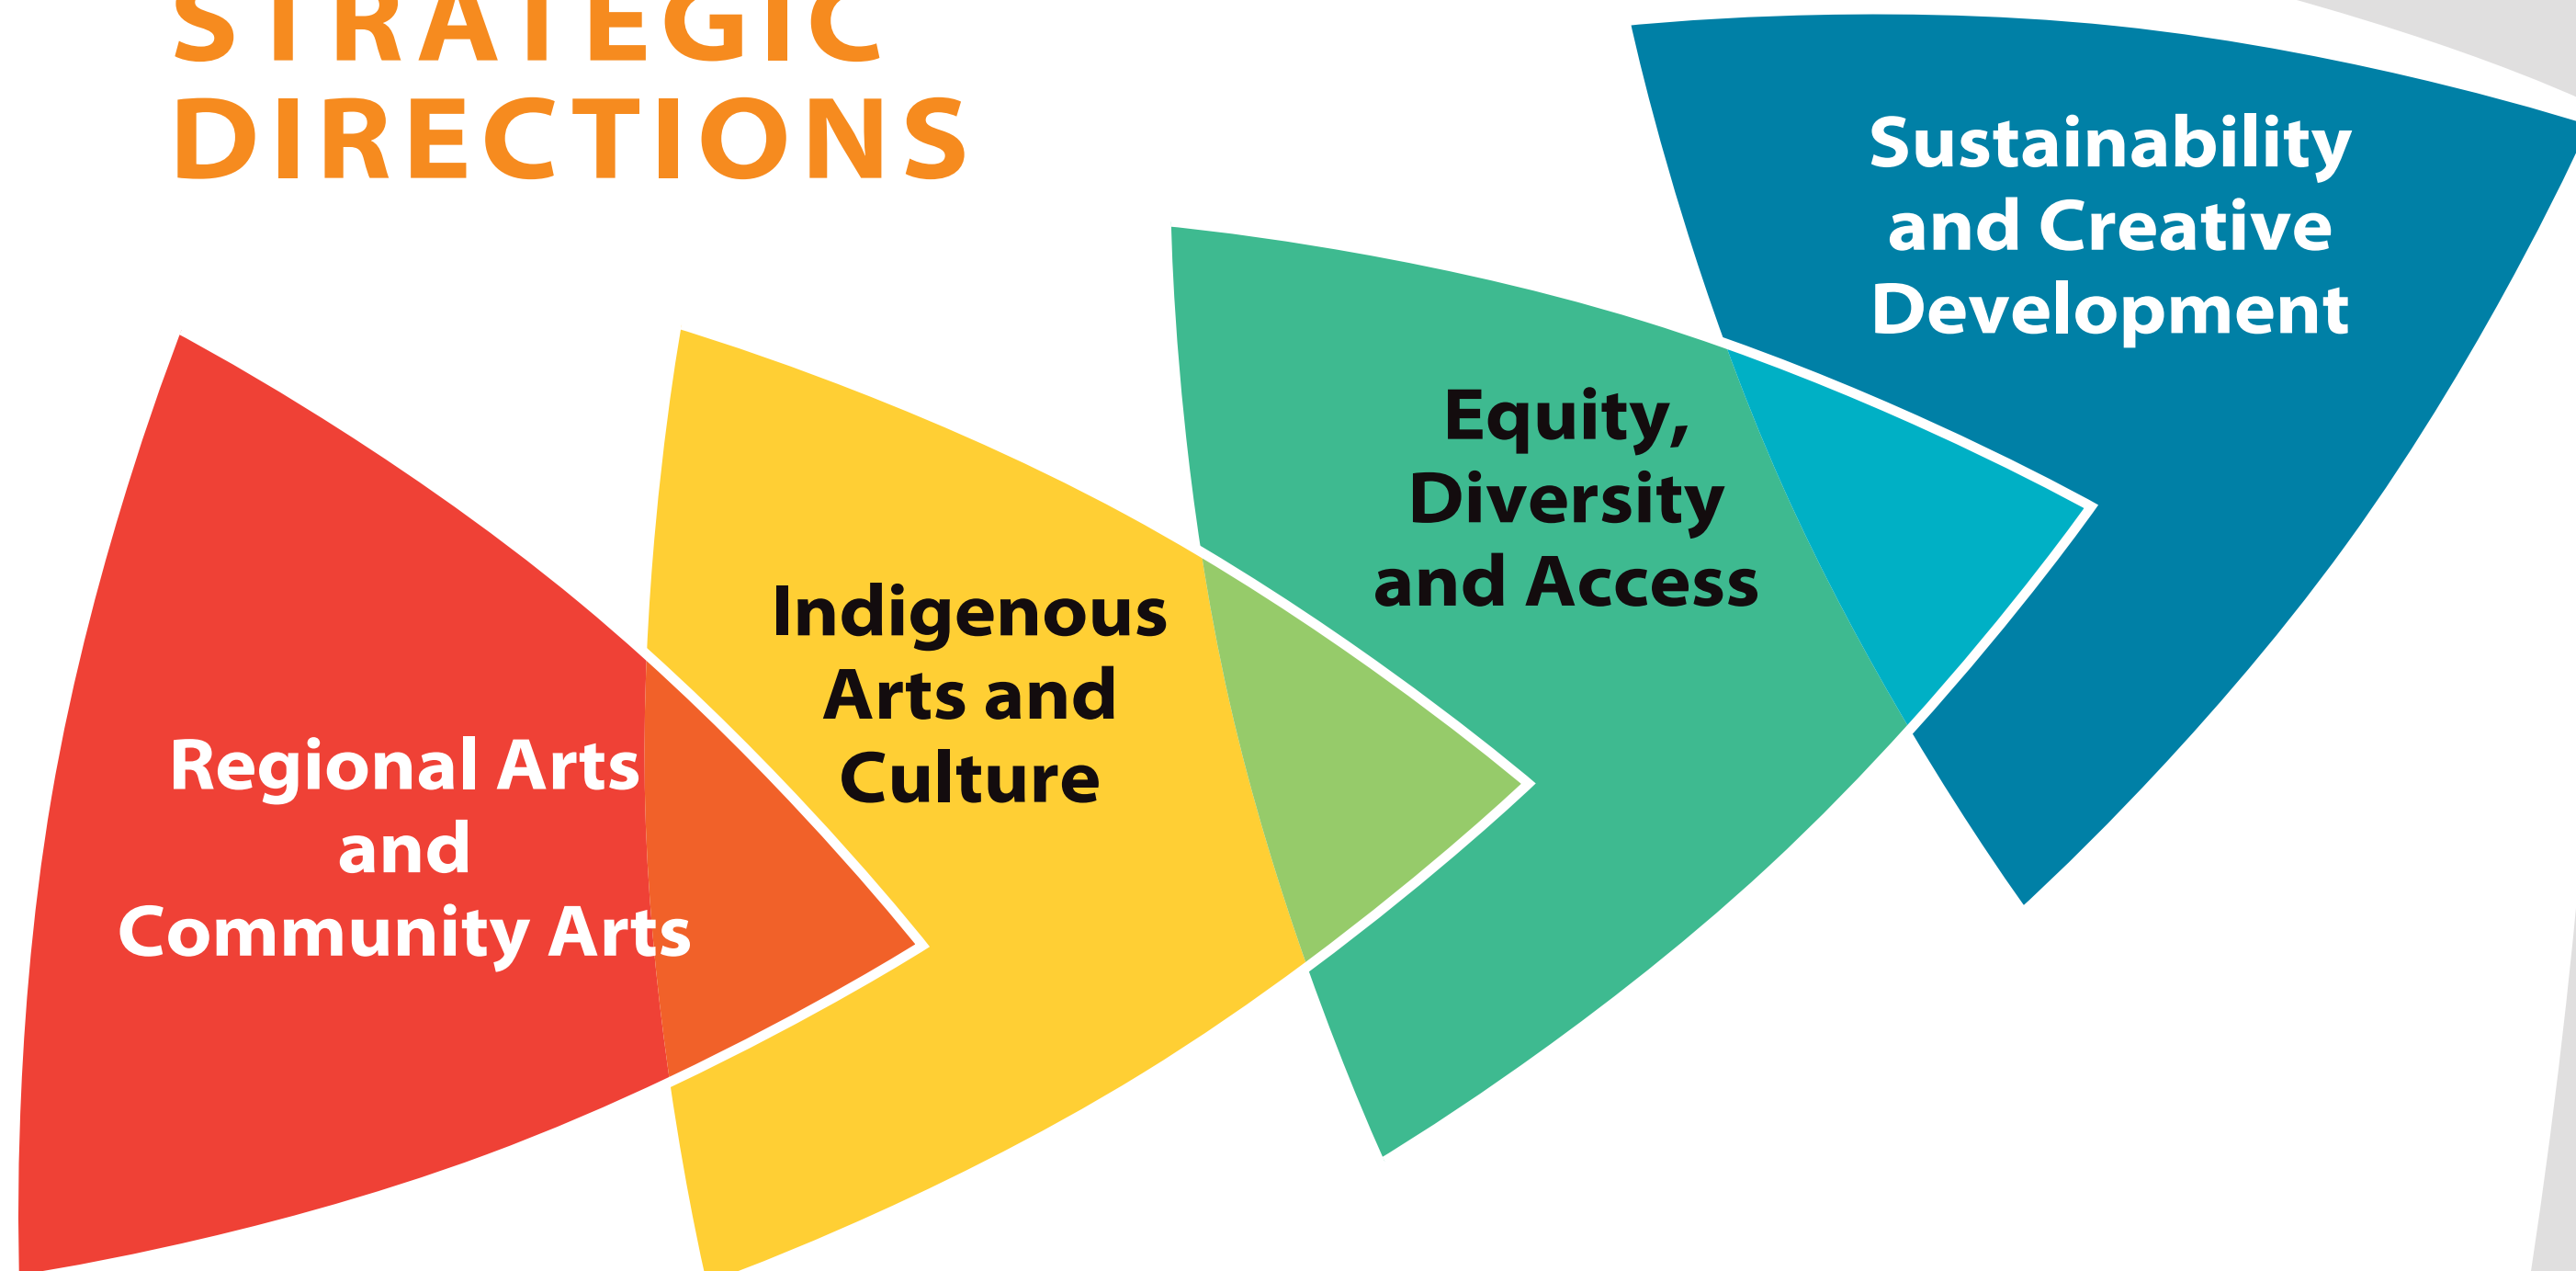 STRATEGIC
DIRECTIONS
Regional Arts
and
Community Arts
Indigenous
Arts and
Culture
Equity,
Diversity
and Access
Sustainability
and Creative
Development